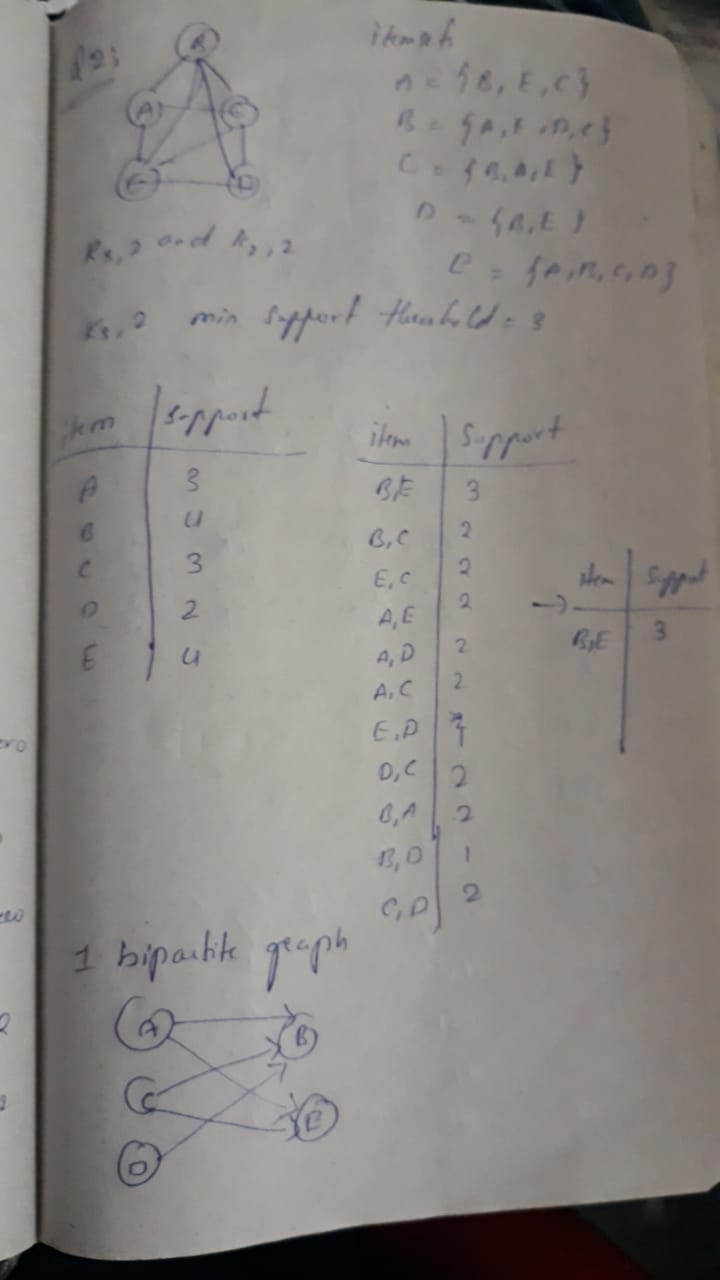 B
A C
E D
itemset
A = {B, E, C}
B = {A, E, D, C}
C = {B, A, E}
D = {B, E}
E = {A, B, C, D}
K3,2 and K2,2
K3,2 min support threshold = 3
item Support
A 3
B 4
C 3
D 2
E 4
item Support
B,E 3
B,C 2
E,C 2
A,E 2
A,D 2
A,C 2
E,D
D,C 2
B,A 2
B,D 1
C,D 2
→
item Support
B,E 3
1 bipartite graph
A
B
C
E
D